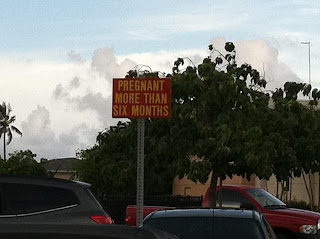 PREGNANT
MORE THAN
SIX MONTHS